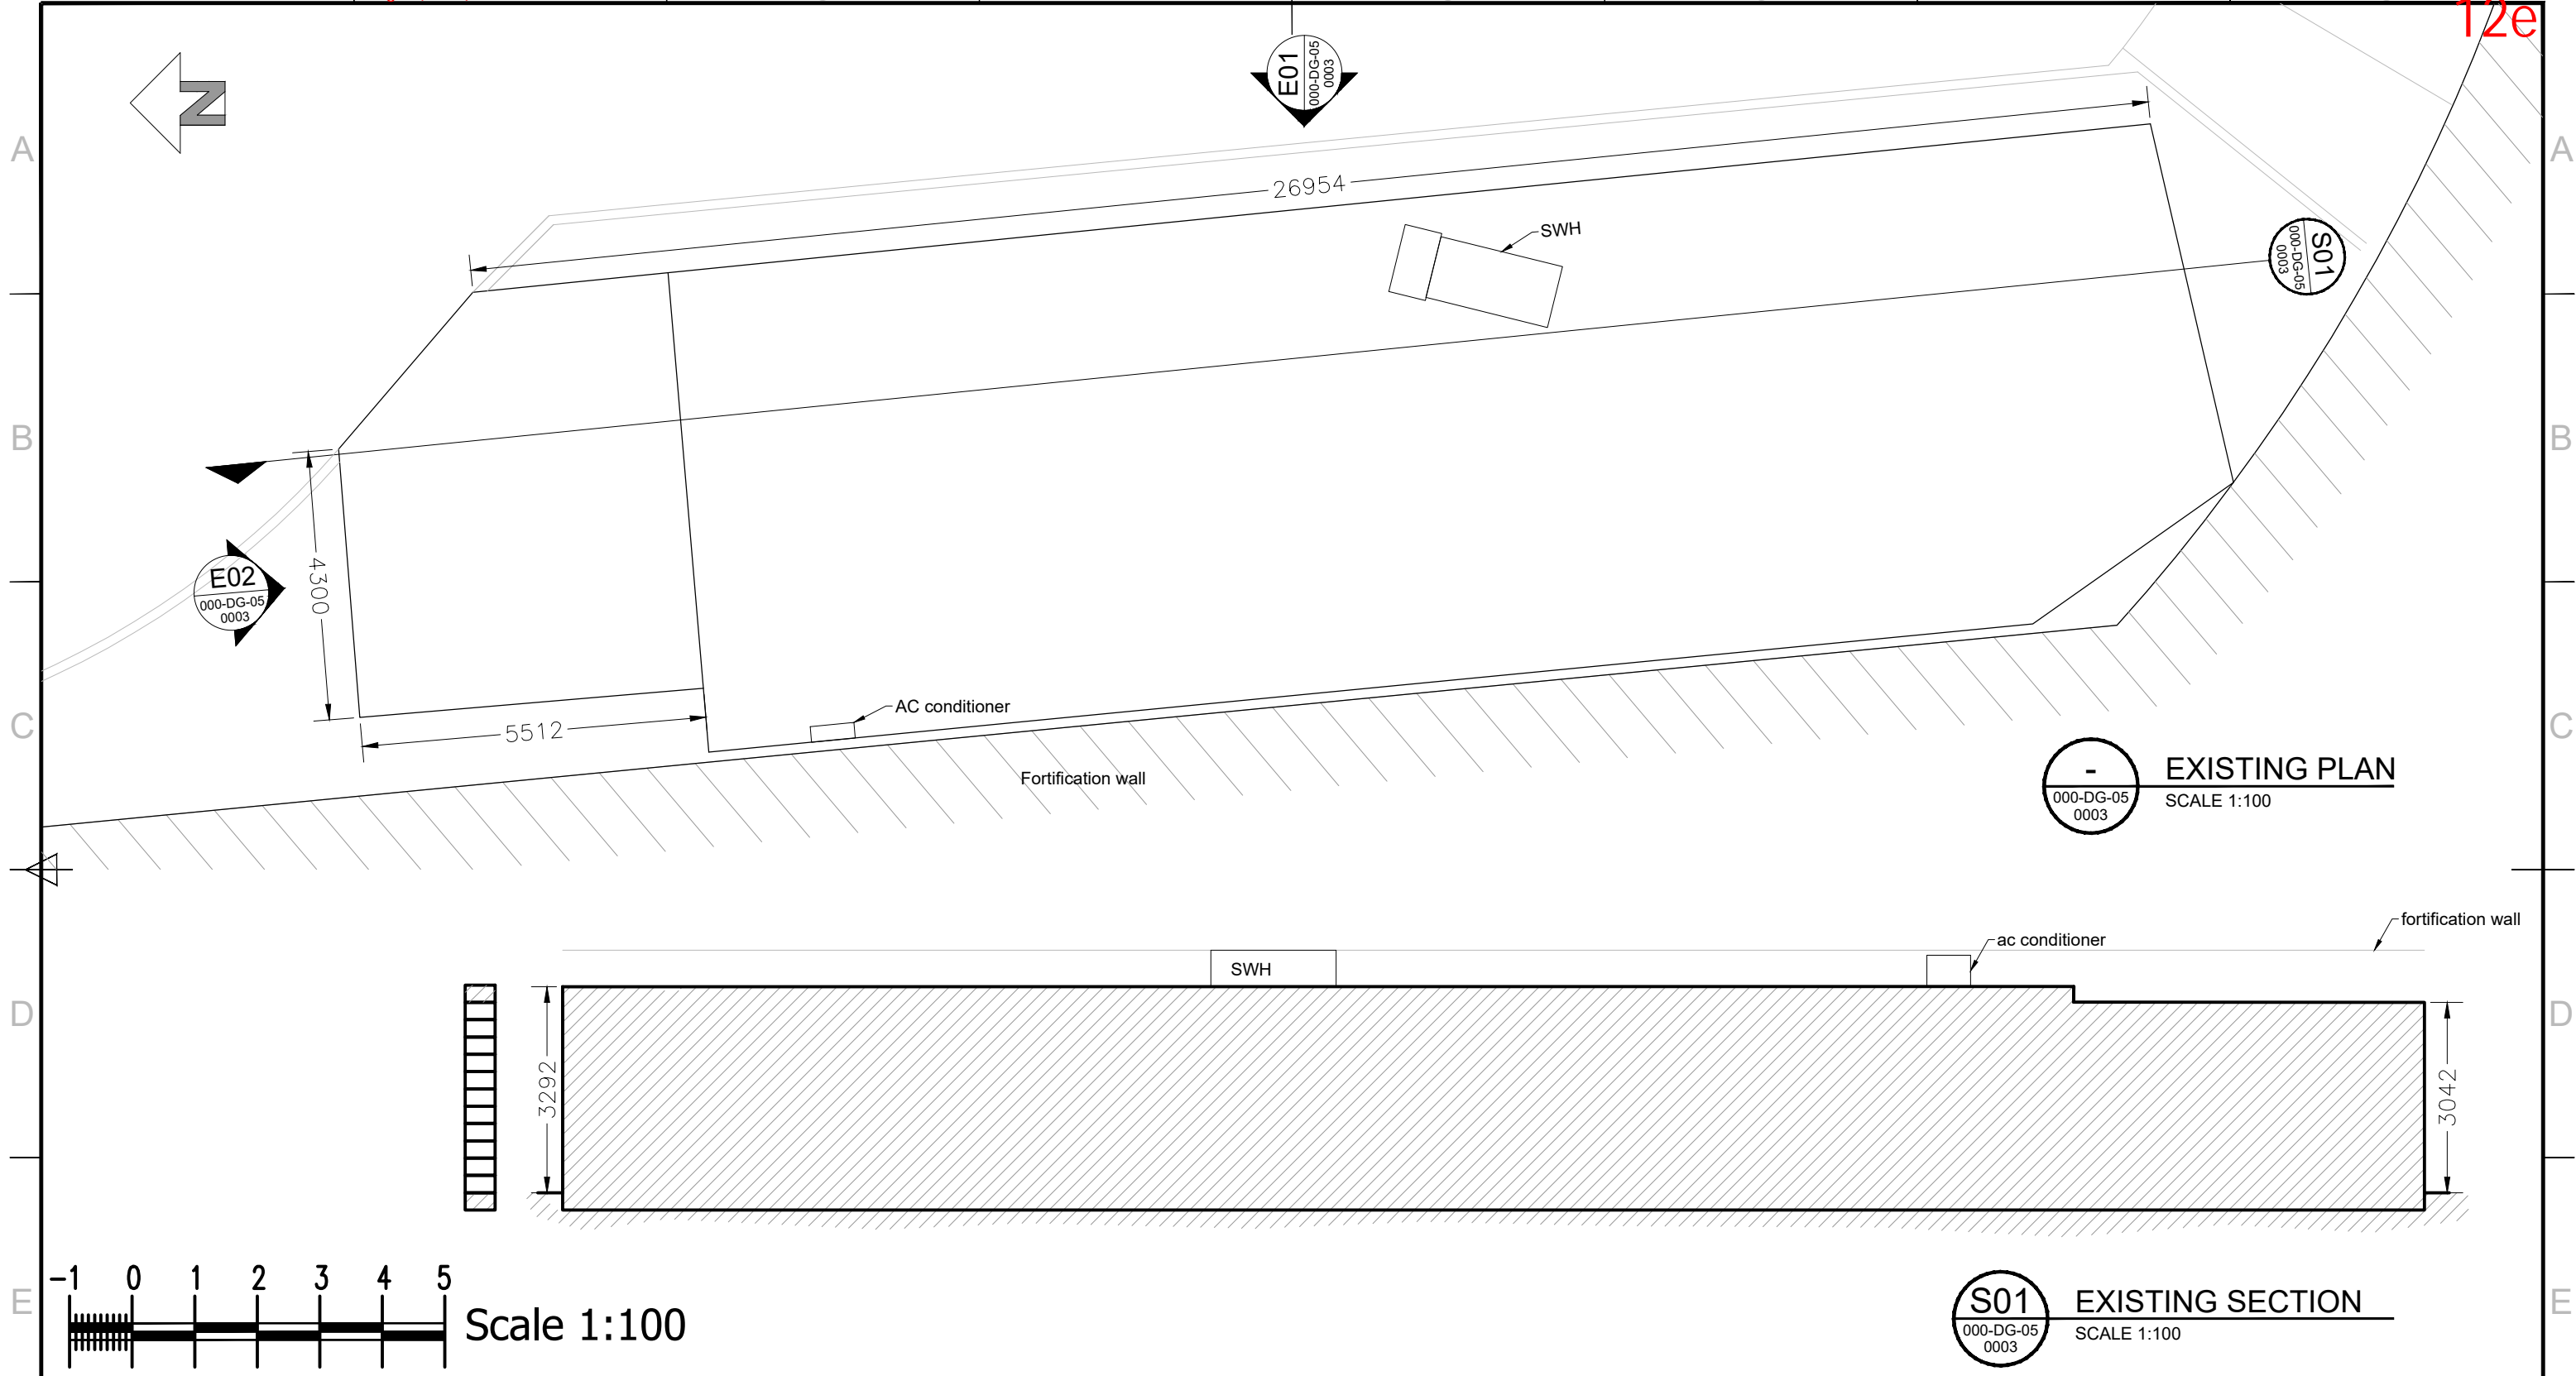 12e
N
E01
000-DG-05
0003
A
A
26954
SWH
S01
000-DG-05
0003
B
B
4300
E02
000-DG-05
0003
AC conditioner
5512
C
C
Fortification wall
-
000-DG-05
0003
EXISTING PLAN
SCALE 1:100
fortification wall
ac conditioner
SWH
D
D
3292
3042
-1 0 1 2 3 4 5
Scale 1:100
E
E
S01
000-DG-05
0003
EXISTING SECTION
SCALE 1:100